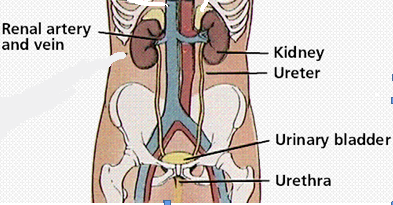 Renal artery
and vein
Kidney
Ureter
Urinary bladder
Urethra